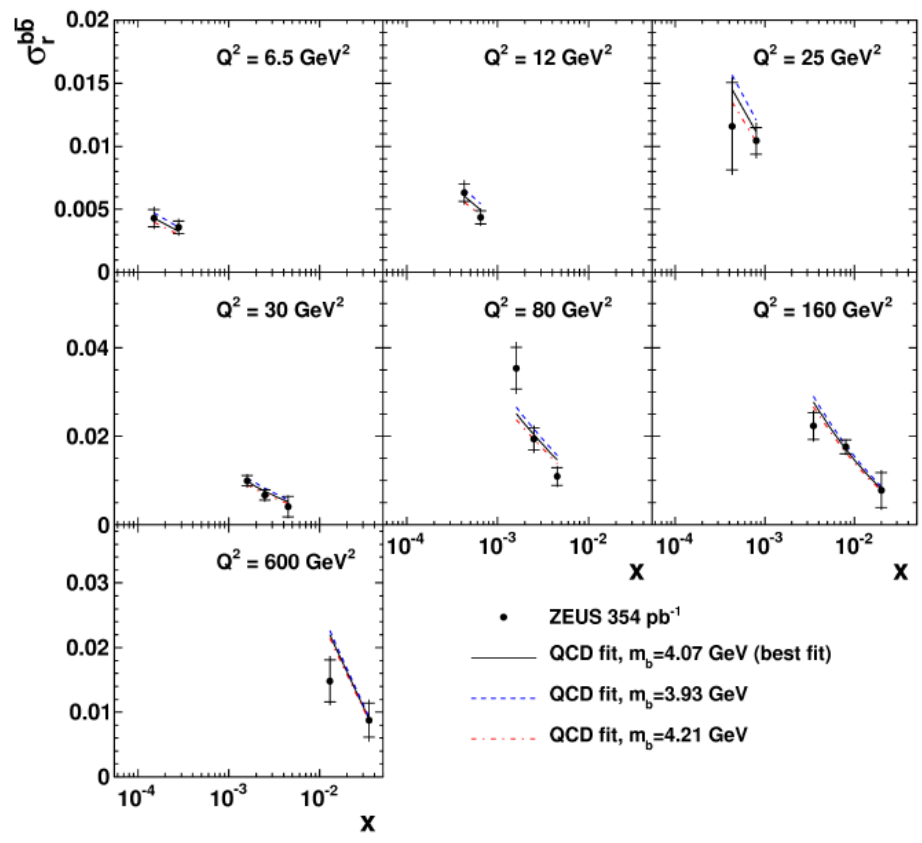 σ_r^{bb̄}
0.02
0.015
0.01
0.005
0
Q² = 6.5 GeV²
Q² = 12 GeV²
Q² = 25 GeV²
0.04
0.02
0
Q² = 30 GeV²
Q² = 80 GeV²
Q² = 160 GeV²
10⁻⁴ 10⁻³ 10⁻²
x
10⁻⁴ 10⁻³ 10⁻²
x
0.03
0.02
0.01
0
Q² = 600 GeV²
10⁻⁴ 10⁻³ 10⁻²
x
ZEUS 354 pb⁻¹
QCD fit, m_b=4.07 GeV (best fit)
QCD fit, m_b=3.93 GeV
QCD fit, m_b=4.21 GeV